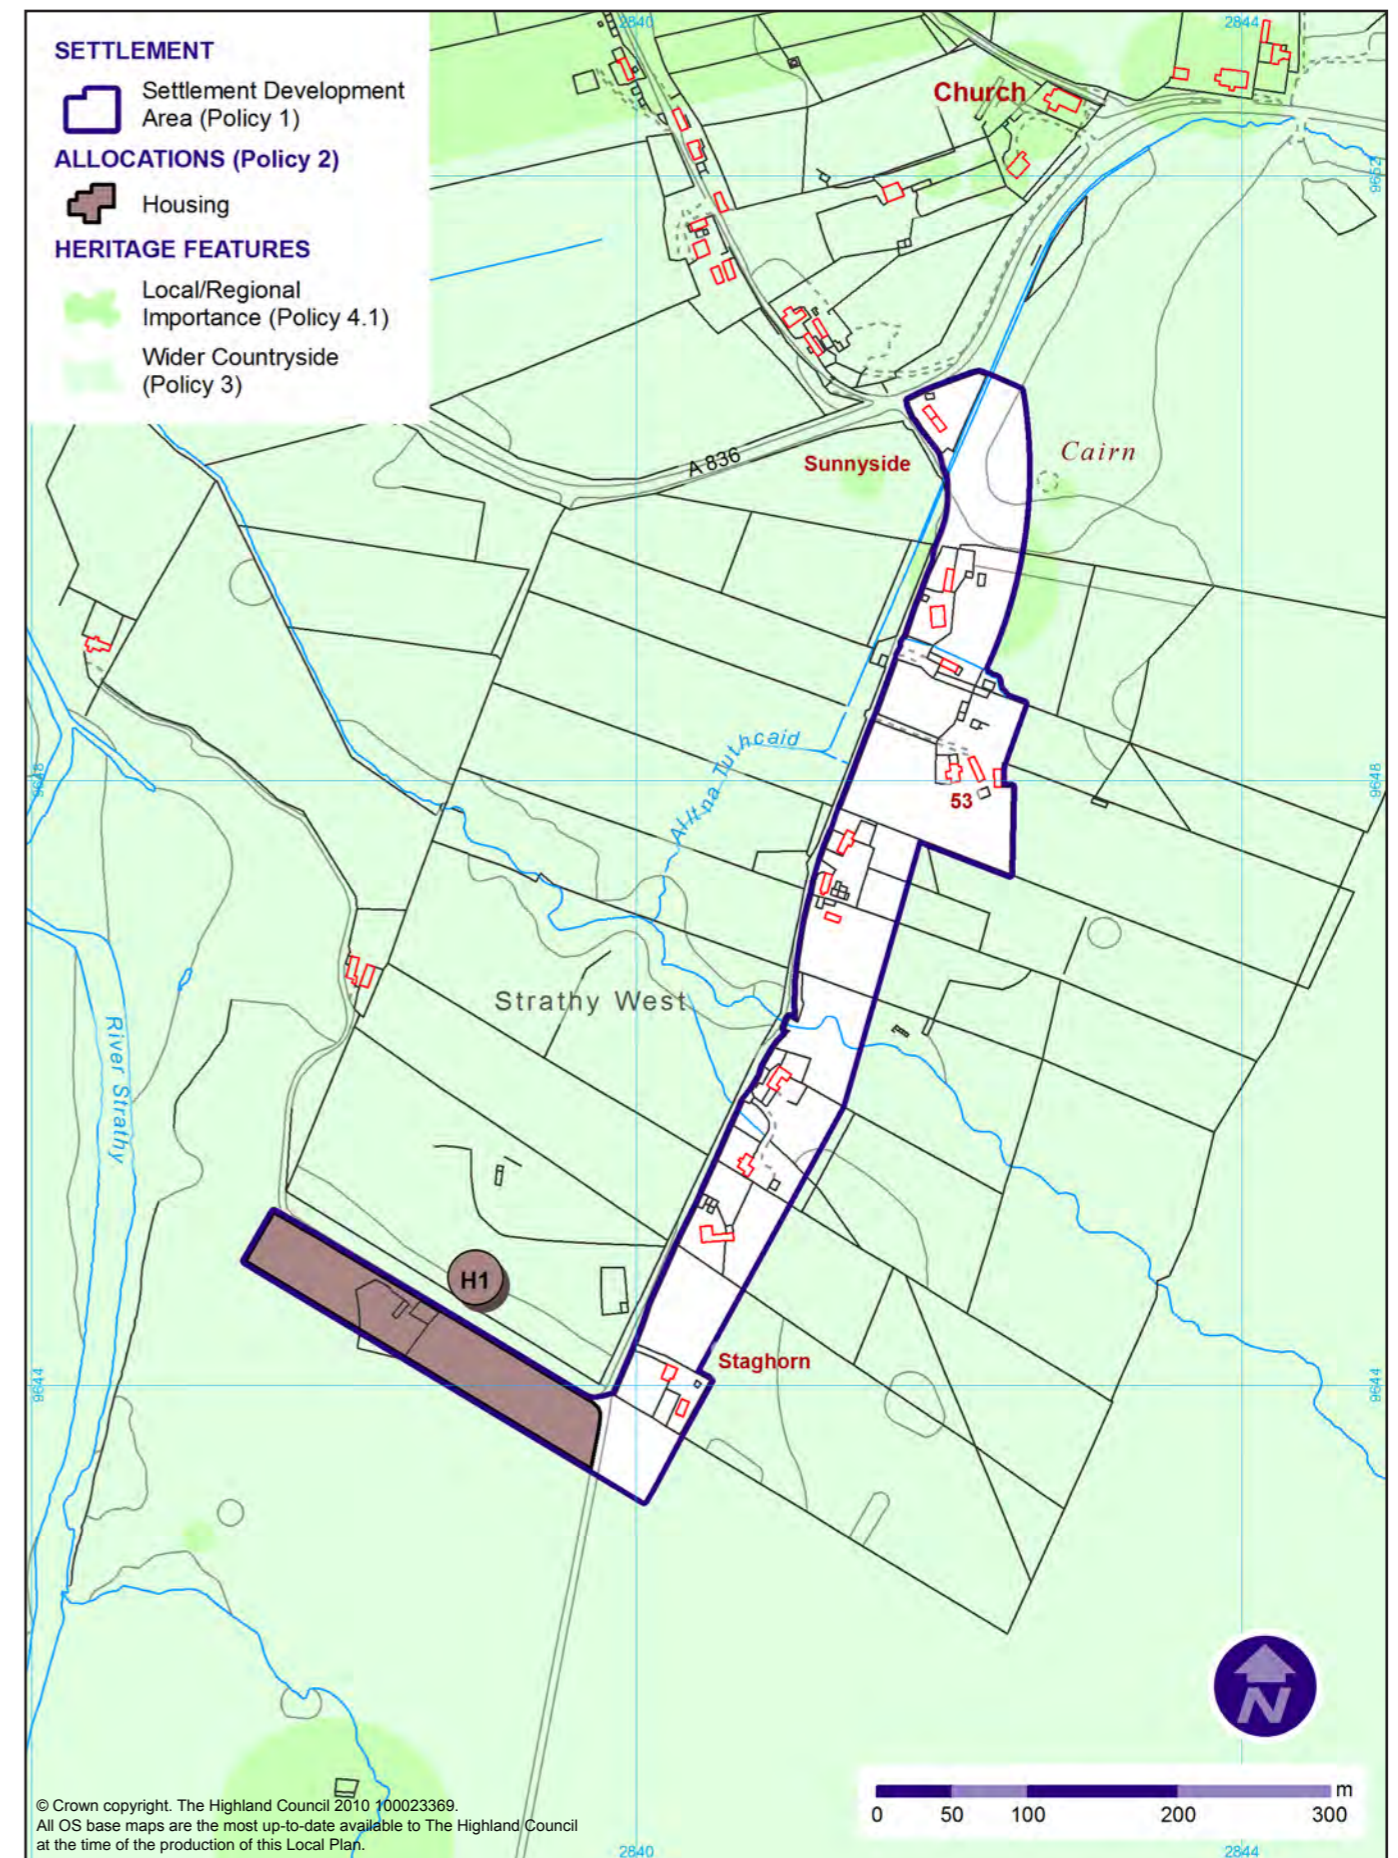 SETTLEMENT
Settlement Development
Area (Policy 1)
ALLOCATIONS (Policy 2)
Housing
HERITAGE FEATURES
Local/Regional
Importance (Policy 4.1)
Wider Countryside
(Policy 3)
2840
2844
Church
9652
A 836
Sunnyside
Cairn
9648
Allt na Tuthcaid
53
9648
Strathy West
River Strathy
H1
Staghorn
9644
9644
N
m
0 50 100 200 300
© Crown copyright. The Highland Council 2010 100023369.
All OS base maps are the most up-to-date available to The Highland Council
at the time of the production of this Local Plan.
2840
2844